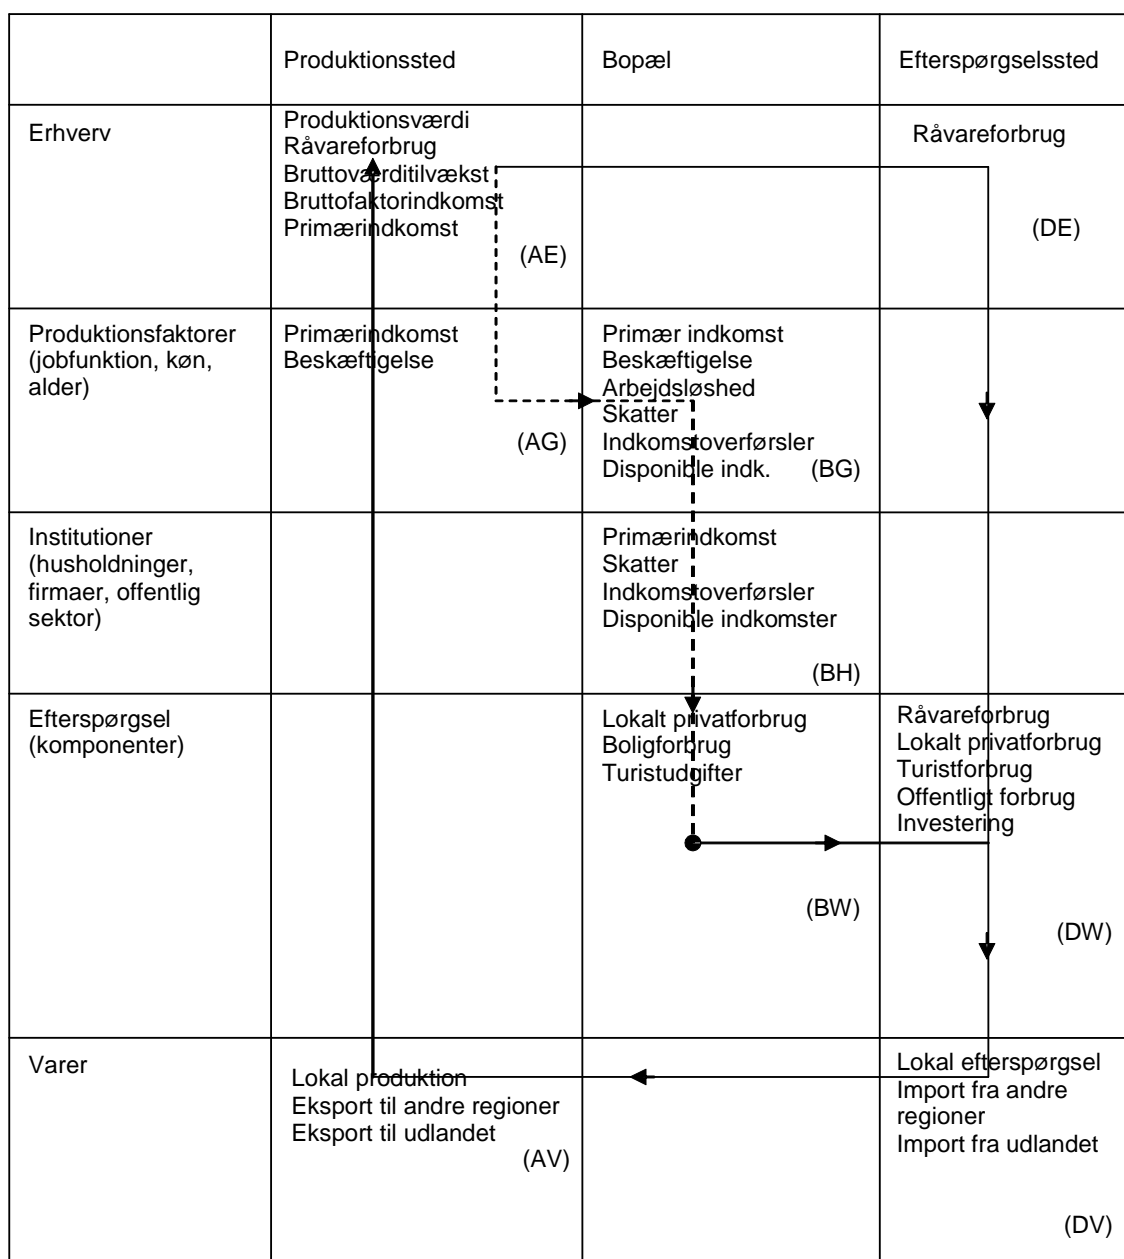 Produktionssted
Bopæl
Efterspørgselssted
Erhverv
Produktionsværdi
Råvareforbrug
Bruttoværditilvækst
Bruttofaktorindkomst
Primærindkomst
(AE)
Råvareforbrug
(DE)
Produktionsfaktorer
(jobfunktion, køn,
alder)
Primærindkomst
Beskæftigelse
(AG)
Primær indkomst
Beskæftigelse
Arbejdsløshed
Skatter
Indkomstoverførsler
Disponible indk. (BG)
Institutioner
(husholdninger,
firmaer, offentlig
sektor)
Primærindkomst
Skatter
Indkomstoverførsler
Disponible indkomster
(BH)
Efterspørgsel
(komponenter)
Lokalt privatforbrug
Boligforbrug
Turistudgifter
(BW)
Råvareforbrug
Lokalt privatforbrug
Turistforbrug
Offentligt forbrug
Investering
(DW)
Varer
Lokal produktion
Eksport til andre regioner
Eksport til udlandet
(AV)
Lokal efterspørgsel
Import fra andre
regioner
Import fra udlandet
(DV)